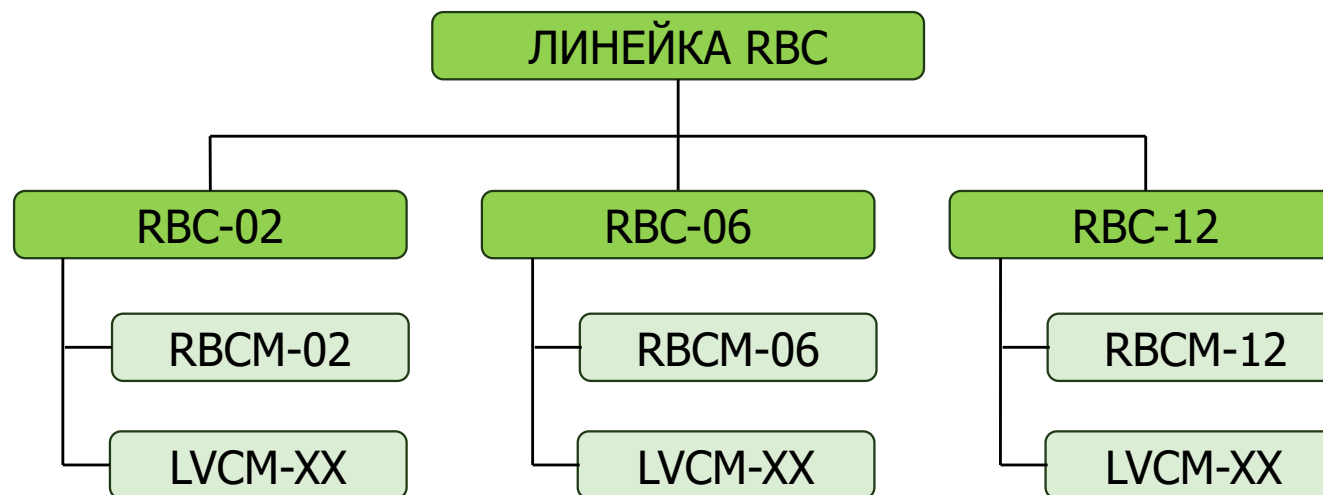 ЛИНЕЙКА RBC
RBC-02
RBC-06
RBC-12
RBCM-02
RBCM-06
RBCM-12
LVCM-XX
LVCM-XX
LVCM-XX